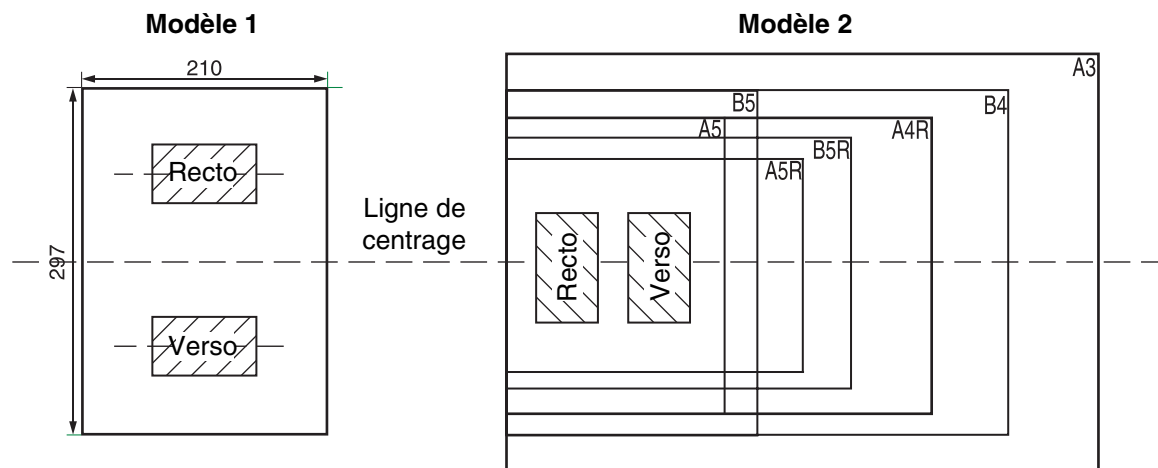 Modèle 1
210
297
Recto
Verso
Ligne de
centrage
Modèle 2
A3
B5
B4
A5
A4R
B5R
A5R
Recto
Verso